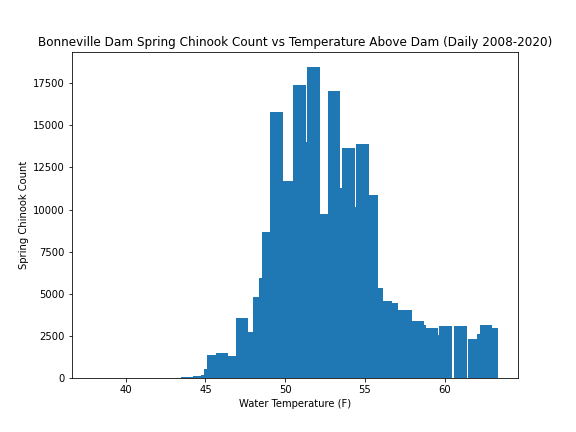 Bonneville Dam Spring Chinook Count vs Temperature Above Dam (Daily 2008-2020)
17500
15000
12500
10000
7500
5000
2500
0
Spring Chinook Count
40 45 50 55 60
Water Temperature (F)